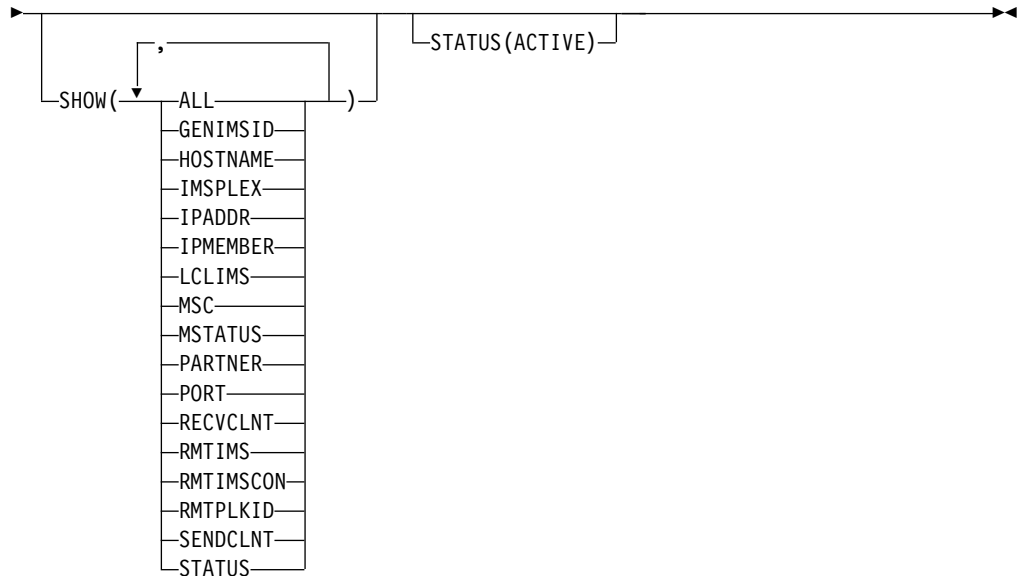 ,
STATUS(ACTIVE)
SHOW( ALL )
GENIMSID
HOSTNAME
IMSPLEX
IPADDR
IPMEMBER
LCLIMS
MSC
MSTATUS
PARTNER
PORT
RECVCLNT
RMTIMS
RMTIMSCON
RMTPLKID
SENDCLNT
STATUS